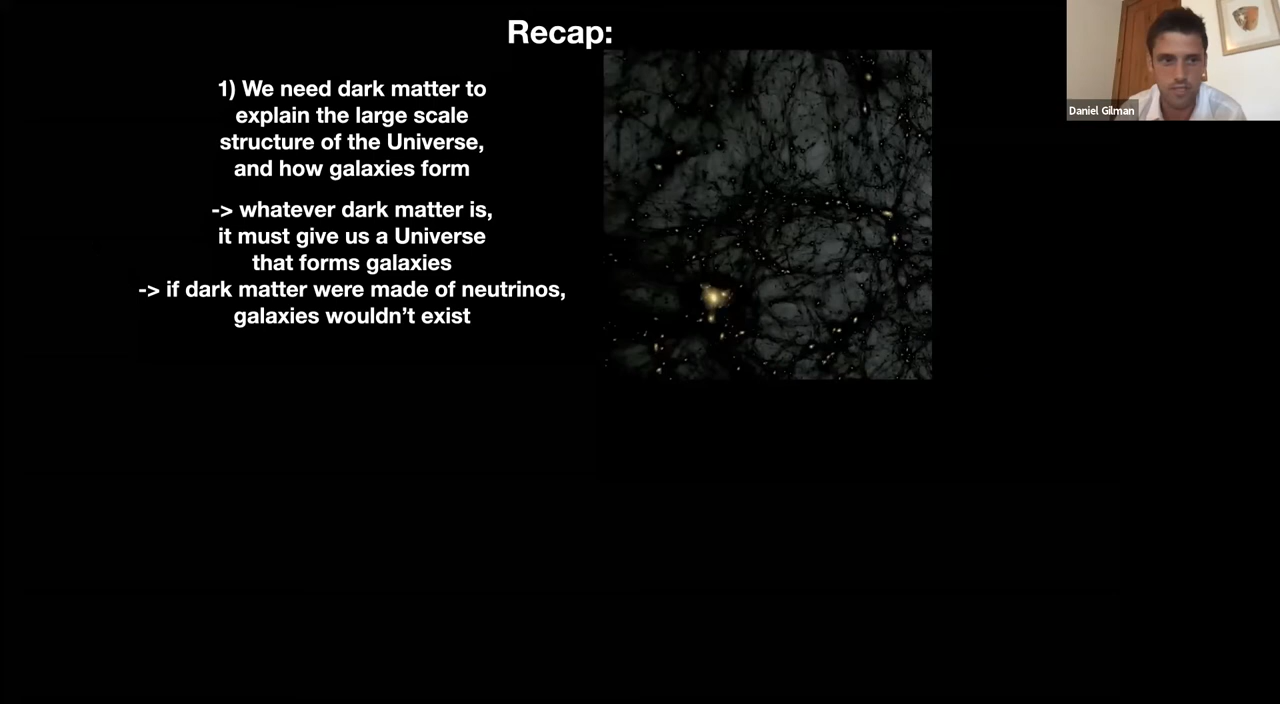 Recap:
1) We need dark matter to
explain the large scale
structure of the Universe,
and how galaxies form
-> whatever dark matter is,
it must give us a Universe
that forms galaxies
-> if dark matter were made of neutrinos,
galaxies wouldn’t exist
Daniel Gilman